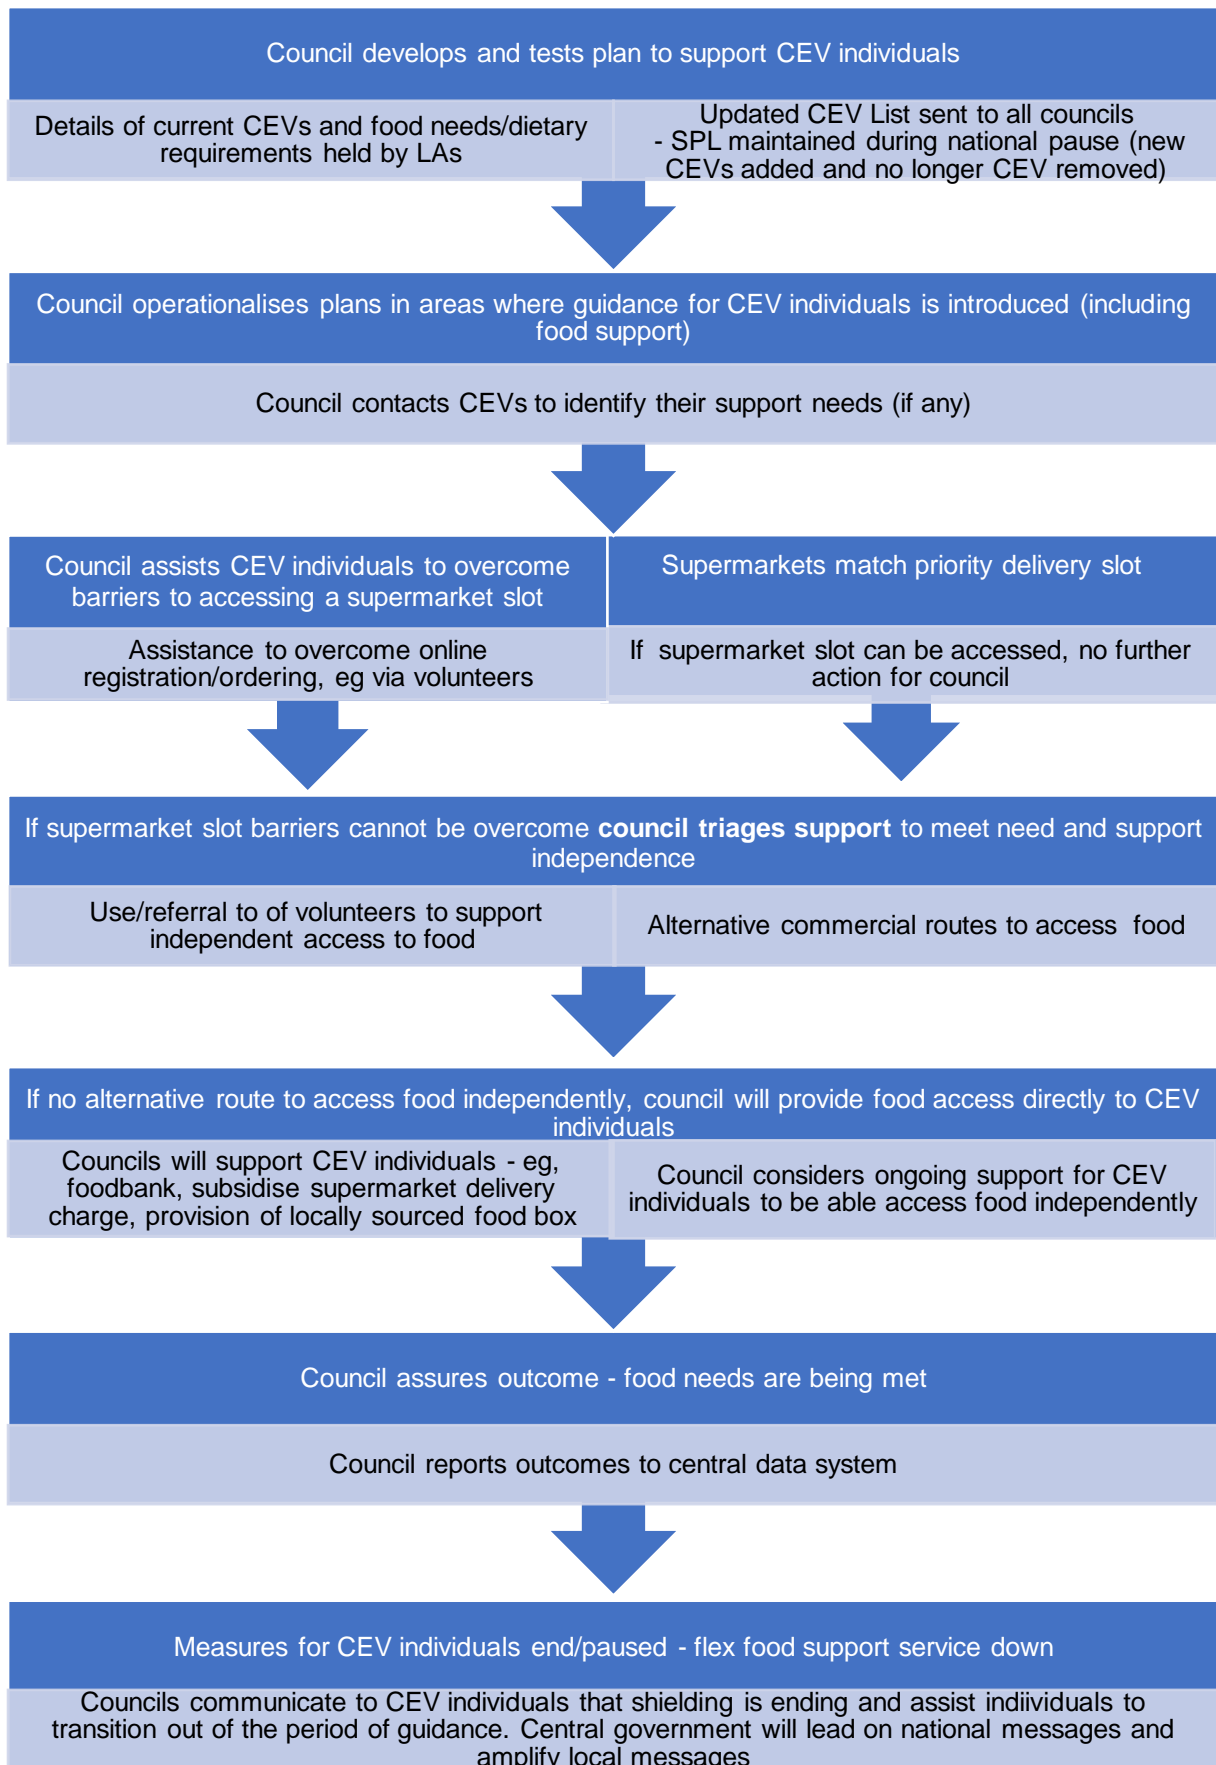 Council develops and tests plan to support CEV individuals
Details of current CEVs and food needs/dietary
requirements held by LAs
Updated CEV List sent to all councils
- SPL maintained during national pause (new
CEVs added and no longer CEV removed)
Council operationalises plans in areas where guidance for CEV individuals is introduced (including
food support)
Council contacts CEVs to identify their support needs (if any)
Council assists CEV individuals to overcome
barriers to accessing a supermarket slot
Assistance to overcome online
registration/ordering, eg via volunteers
Supermarkets match priority delivery slot
If supermarket slot can be accessed, no further
action for council
If supermarket slot barriers cannot be overcome council triages support to meet need and support
independence
Use/referral to of volunteers to support
independent access to food
Alternative commercial routes to access food
If no alternative route to access food independently, council will provide food access directly to CEV
individuals
Councils will support CEV individuals - eg,
foodbank, subsidise supermarket delivery
charge, provision of locally sourced food box
Council considers ongoing support for CEV
individuals to be able access food independently
Council assures outcome - food needs are being met
Council reports outcomes to central data system
Measures for CEV individuals end/paused - flex food support service down
Councils communicate to CEV individuals that shielding is ending and assist indiividuals to
transition out of the period of guidance. Central government will lead on national messages and
amplify local messages